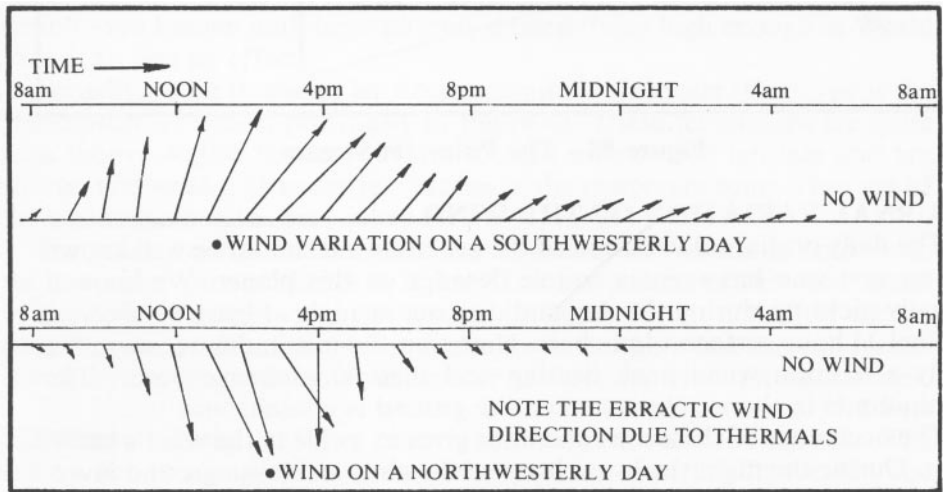 TIME
8am NOON 4pm 8pm MIDNIGHT 4am 8am
NO WIND
WIND VARIATION ON A SOUTHWESTERLY DAY
8am NOON 4pm 8pm MIDNIGHT 4am 8am
NO WIND
NOTE THE ERRACTIC WIND
DIRECTION DUE TO THERMALS
WIND ON A NORTHWESTERLY DAY